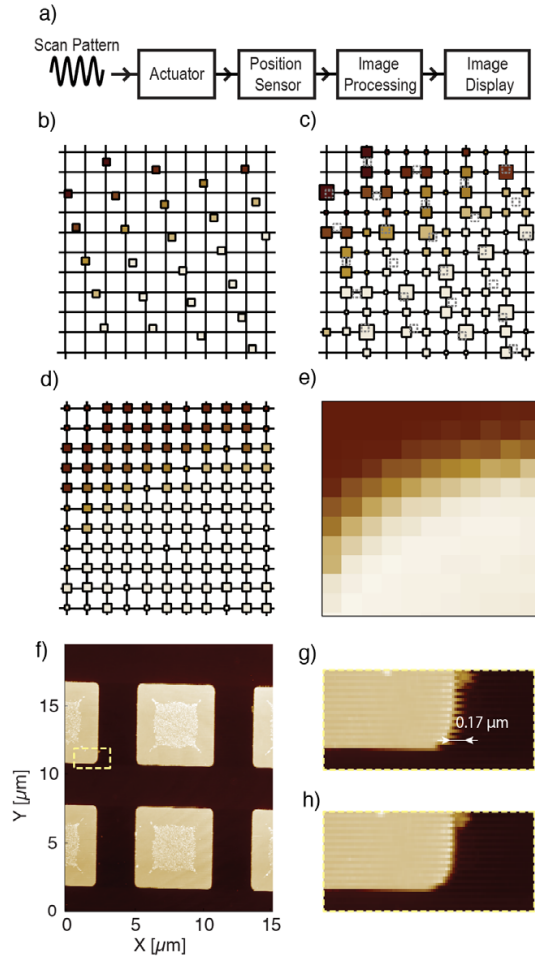 a)
Scan Pattern
Actuator
Position
Sensor
Image
Processing
Image
Display
b)
c)
d)
e)
f)
g)
0.17 μm
h)
Y [μm]
15
10
5
0
0
5
10
15
X [μm]